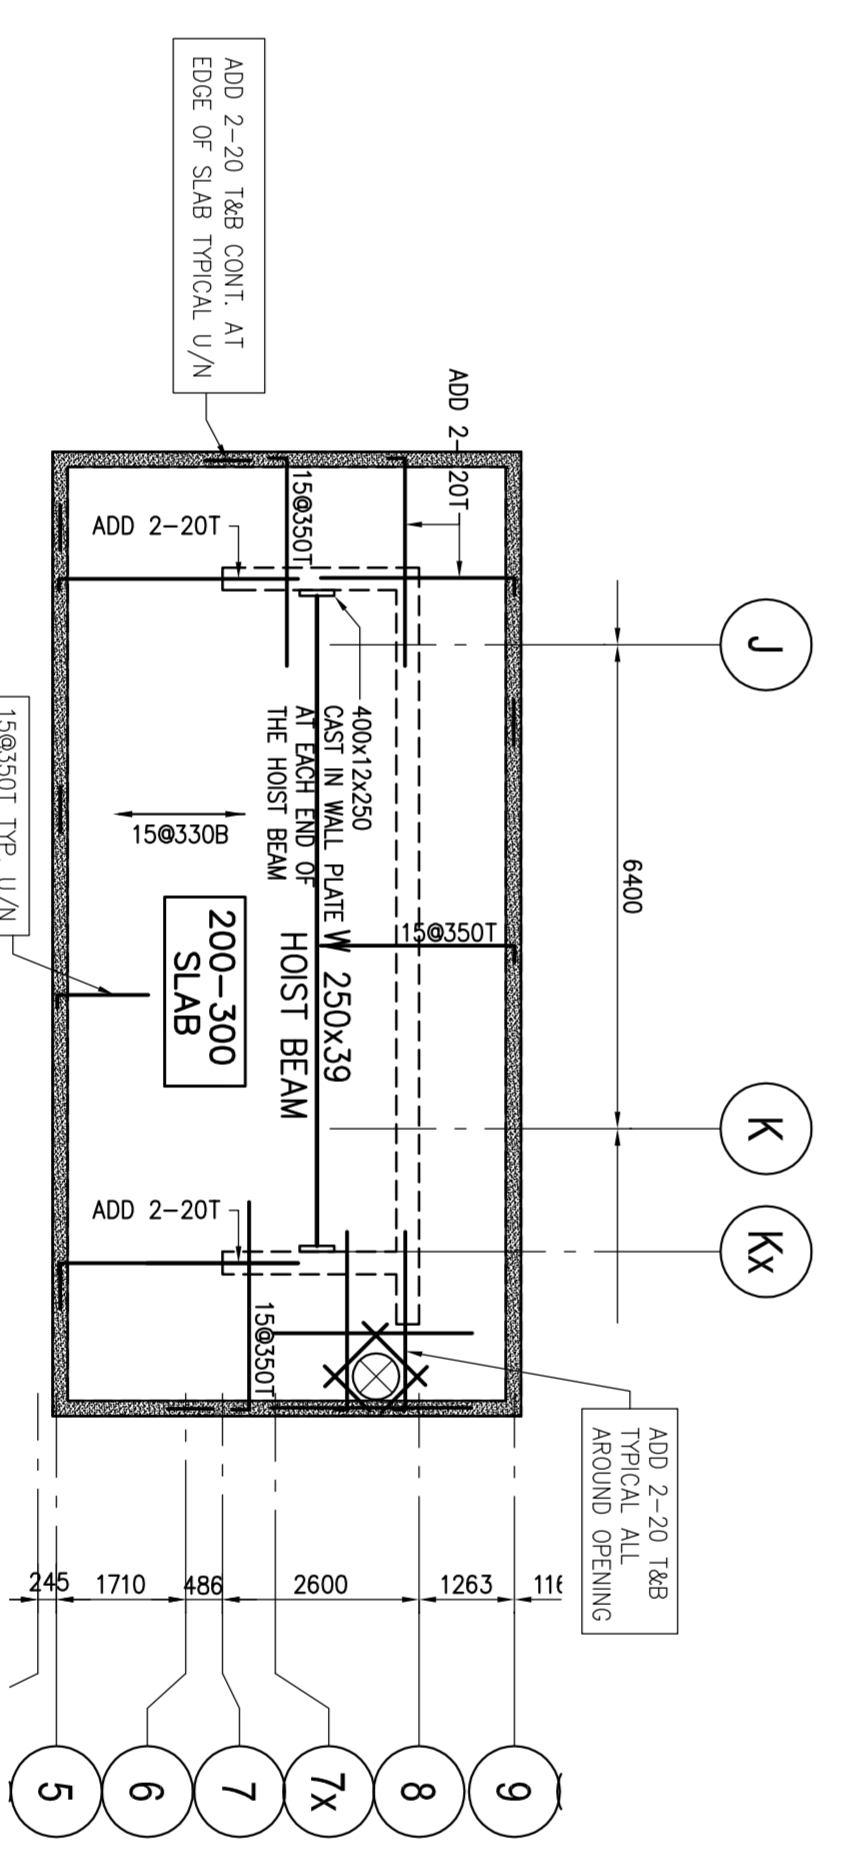 ADD 2-20 T&B CONT. AT
EDGE OF SLAB TYPICAL U/N
ADD 2-20T
15@350T
ADD 2-20T
J
400x12x250
CAST IN WALL PLATE
AT EACH END OF
THE HOIST BEAM
15@350T TYP. U/N
15@330B
6400
200-300
SLAB
W 250x39
HOIST BEAM
15@350T
K
ADD 2-20T
Kx
15@350T
ADD 2-20 T&B
TYPICAL ALL
AROUND OPENING
245
1710
486
2600
1263
5
6
7
7x
8
9